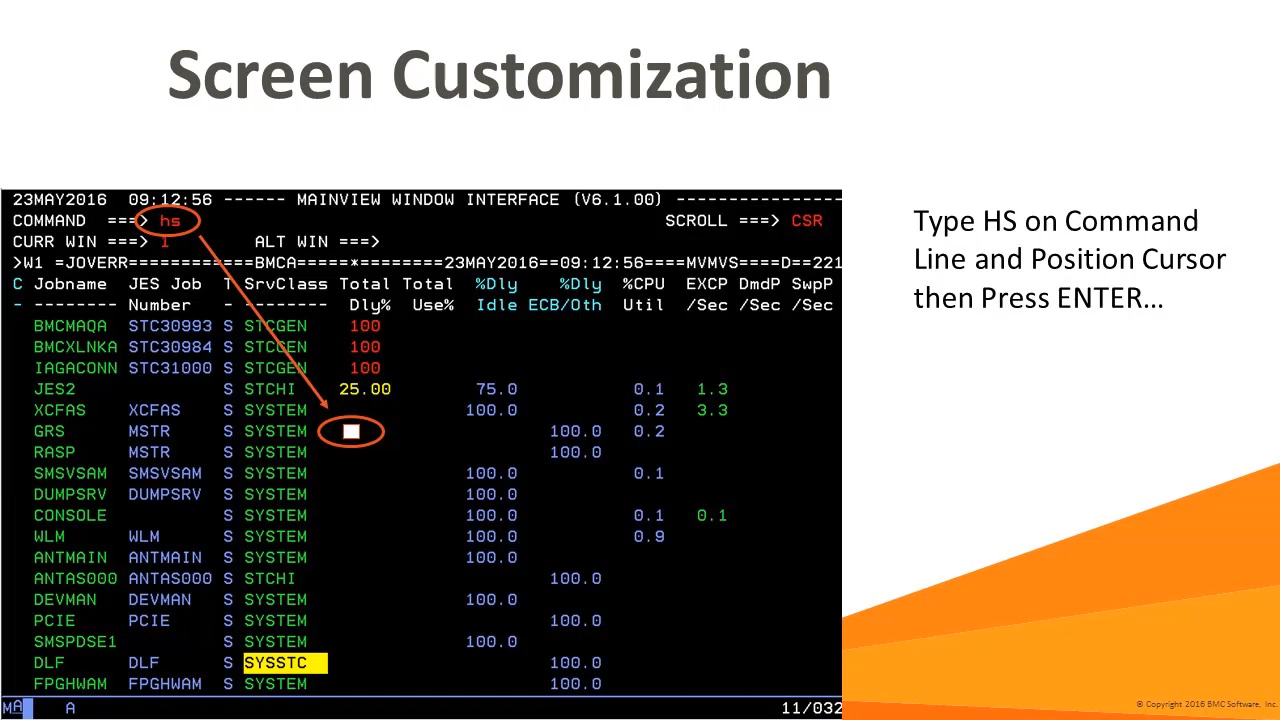 Screen Customization
23MAY2016  09:12:56 ------ MAINVIEW WINDOW INTERFACE (V6.1.00) ----------------
COMMAND  ===> hs                                              SCROLL ===> CSR
CURR WIN ===> 1        ALT WIN ===>
>W1 =JOVERR============BMCA=====*========23MAY2016==09:12:56====MVMVS====D==221
C Jobname  JES Job  T SrvClass Total Total  %Dly    %Dly  %CPU  EXCP DmdP SwpP
- -------- Number   - -------- Dly%  Use%  Idle ECB/Oth  Util  /Sec /Sec /Sec
BMCMAQA  STC30993 S STCGEN    100
BMCXLNKA STC30984 S STCGEN    100
IAGACONN STC31000 S STCGEN    100
JES2              S STCHI    25.00        75.0           0.1   1.3
XCFAS    XCFAS    S SYSTEM               100.0           0.2   3.3
GRS      MSTR     S SYSTEM                       100.0   0.2
RASP     MSTR     S SYSTEM                       100.0
SMSVSAM  SMSVSAM  S SYSTEM               100.0           0.1
DUMPSRV  DUMPSRV  S SYSTEM               100.0
CONSOLE           S SYSTEM               100.0           0.1   0.1
WLM      WLM      S SYSTEM               100.0           0.9
ANTMAIN  ANTMAIN  S SYSTEM               100.0
ANTAS000 ANTAS000 S STCHI                        100.0
DEVMAN   DEVMAN   S SYSTEM               100.0
PCIE     PCIE     S SYSTEM                       100.0
SMSPDSE1          S SYSTEM               100.0
DLF      DLF      S SYSSTC                       100.0
FPGHWAM  FPGHWAM  S SYSTEM                       100.0
MA    A    11/032
Type HS on Command
Line and Position Cursor
then Press ENTER…
© Copyright 2016 BMC Software, Inc.